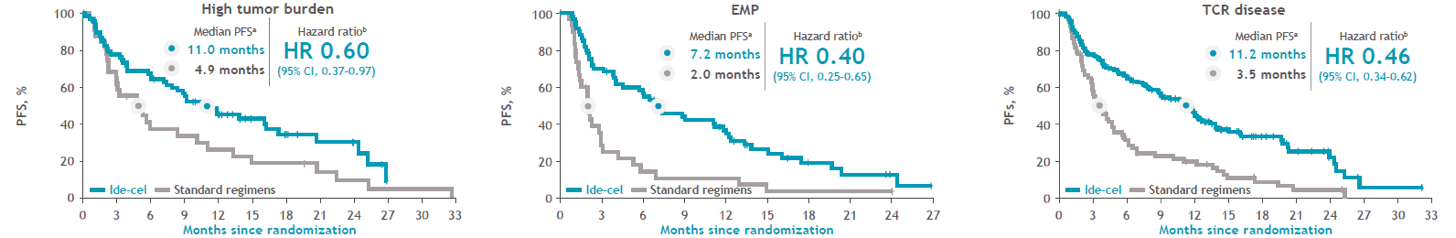 High tumor burden
Median PFSᵃ
Hazard ratioᵇ
11.0 months
HR 0.60
4.9 months
(95% CI, 0.37-0.97)
PFS, %
100
80
60
40
20
0
Ide-cel
Standard regimens
0 3 6 9 12 15 18 21 24 27 30 33
Months since randomization
EMP
Median PFSᵃ
Hazard ratioᵇ
7.2 months
HR 0.40
2.0 months
(95% CI, 0.25-0.65)
PFS, %
100
80
60
40
20
0
Ide-cel
Standard regimens
0 3 6 9 12 15 18 21 24 27
Months since randomization
TCR disease
Median PFSᵃ
Hazard ratioᵇ
11.2 months
HR 0.46
3.5 months
(95% CI, 0.34-0.62)
PFS, %
100
80
60
40
20
0
Ide-cel
Standard regimens
0 3 6 9 12 15 18 21 24 27 30 33
Months since randomization